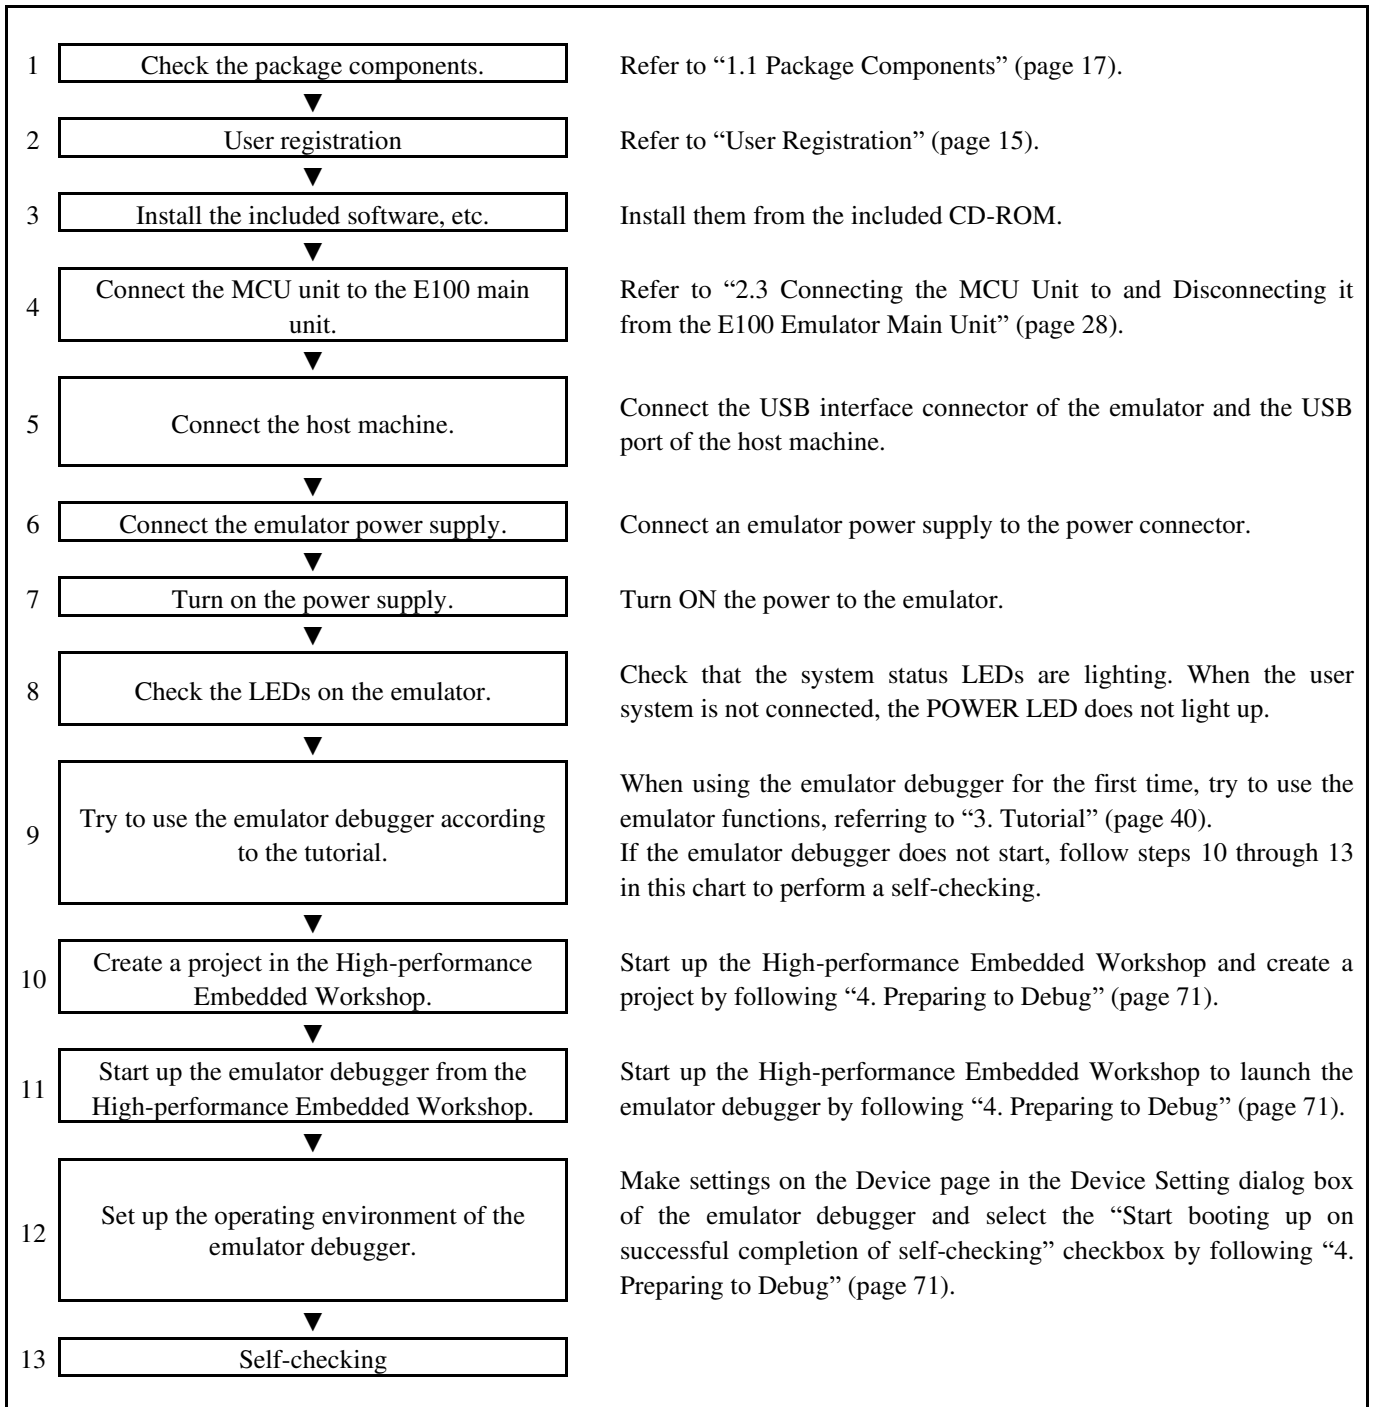 1
Check the package components.
Refer to “1.1 Package Components” (page 17).
▼
2
User registration
Refer to “User Registration” (page 15).
▼
3
Install the included software, etc.
Install them from the included CD-ROM.
▼
4
Connect the MCU unit to the E100 main
unit.
Refer to “2.3 Connecting the MCU Unit to and Disconnecting it
from the E100 Emulator Main Unit” (page 28).
▼
5
Connect the host machine.
Connect the USB interface connector of the emulator and the USB
port of the host machine.
▼
6
Connect the emulator power supply.
Connect an emulator power supply to the power connector.
▼
7
Turn on the power supply.
Turn ON the power to the emulator.
▼
8
Check the LEDs on the emulator.
Check that the system status LEDs are lighting. When the user
system is not connected, the POWER LED does not light up.
▼
9
Try to use the emulator debugger according
to the tutorial.
When using the emulator debugger for the first time, try to use the
emulator functions, referring to “3. Tutorial” (page 40).
If the emulator debugger does not start, follow steps 10 through 13
in this chart to perform a self-checking.
▼
10
Create a project in the High-performance
Embedded Workshop.
Start up the High-performance Embedded Workshop and create a
project by following “4. Preparing to Debug” (page 71).
▼
11
Start up the emulator debugger from the
High-performance Embedded Workshop.
Start up the High-performance Embedded Workshop to launch the
emulator debugger by following “4. Preparing to Debug” (page 71).
▼
12
Set up the operating environment of the
emulator debugger.
Make settings on the Device page in the Device Setting dialog box
of the emulator debugger and select the “Start booting up on
successful completion of self-checking” checkbox by following “4.
Preparing to Debug” (page 71).
▼
13
Self-checking